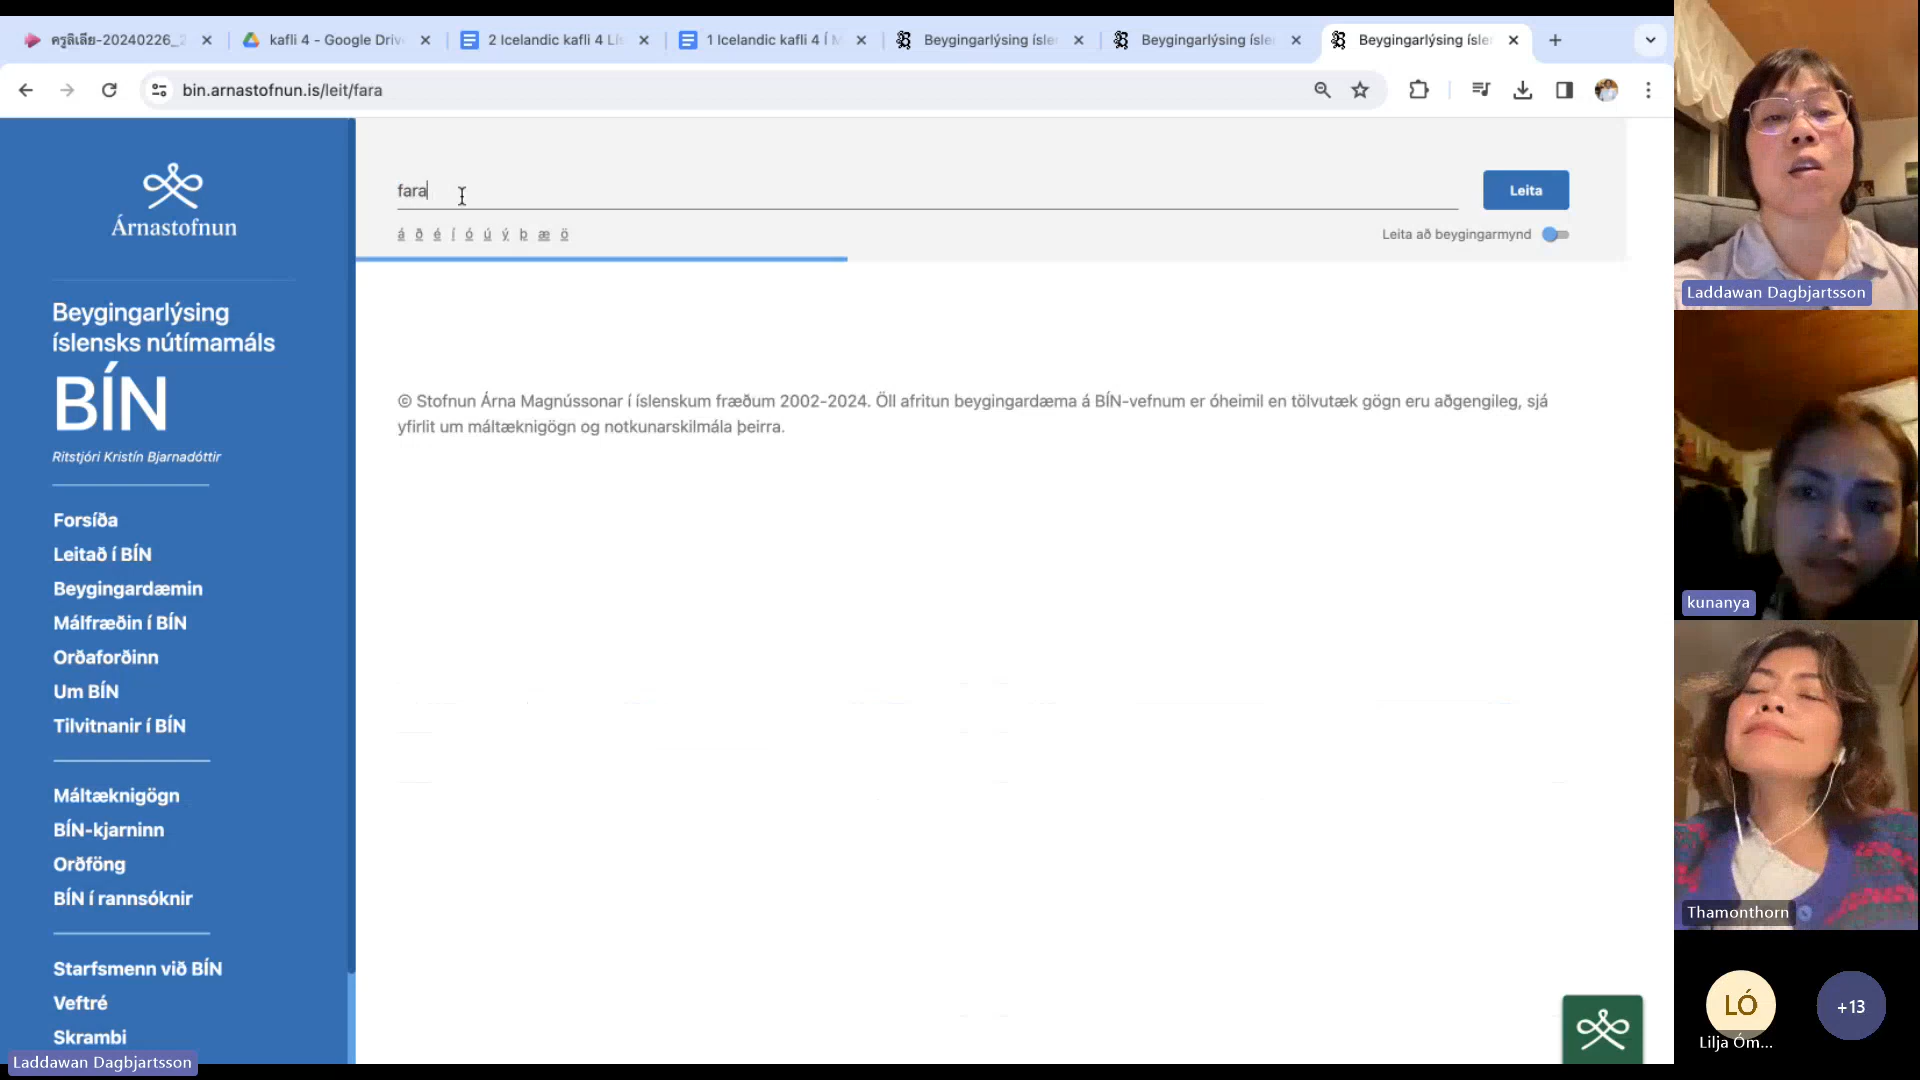 ครูลิเลีย-20240226_2
kafli 4 - Google Drive
2 Icelandic kafli 4 Lís
1 Icelandic kafli 4 Í M
Beygingarlýsing ísle
Beygingarlýsing ísle
Beygingarlýsing ísle
bin.arnastofnun.is/leit/fara
Árnastofnun
Beygingarlýsing
íslensks nútímamáls
BÍN
Ritstjóri Kristín Bjarnadóttir
Forsíða
Leitað í BÍN
Beygingardæmin
Málfræðin í BÍN
Orðaforðinn
Um BÍN
Tilvitnanir í BÍN
Máltæknigögn
BÍN-kjarninn
Orðföng
BÍN í rannsóknir
Starfsmenn við BÍN
Veftré
Skrambi
Laddawan Dagbjartsson
fara
Leita
á ð é í ó ú ý þ æ ö
Leita að beygingarmynd
© Stofnun Árna Magnússonar í íslenskum fræðum 2002-2024. Öll afritun beygingardæma á BÍN-vefnum er óheimil en tölvutæk gögn eru aðgengileg, sjá
yfirlit um máltæknigögn og notkunarskilmála þeirra.
Laddawan Dagbjartsson
kunanya
Thamonthorn
LÓ
+13
Lilja Óm...